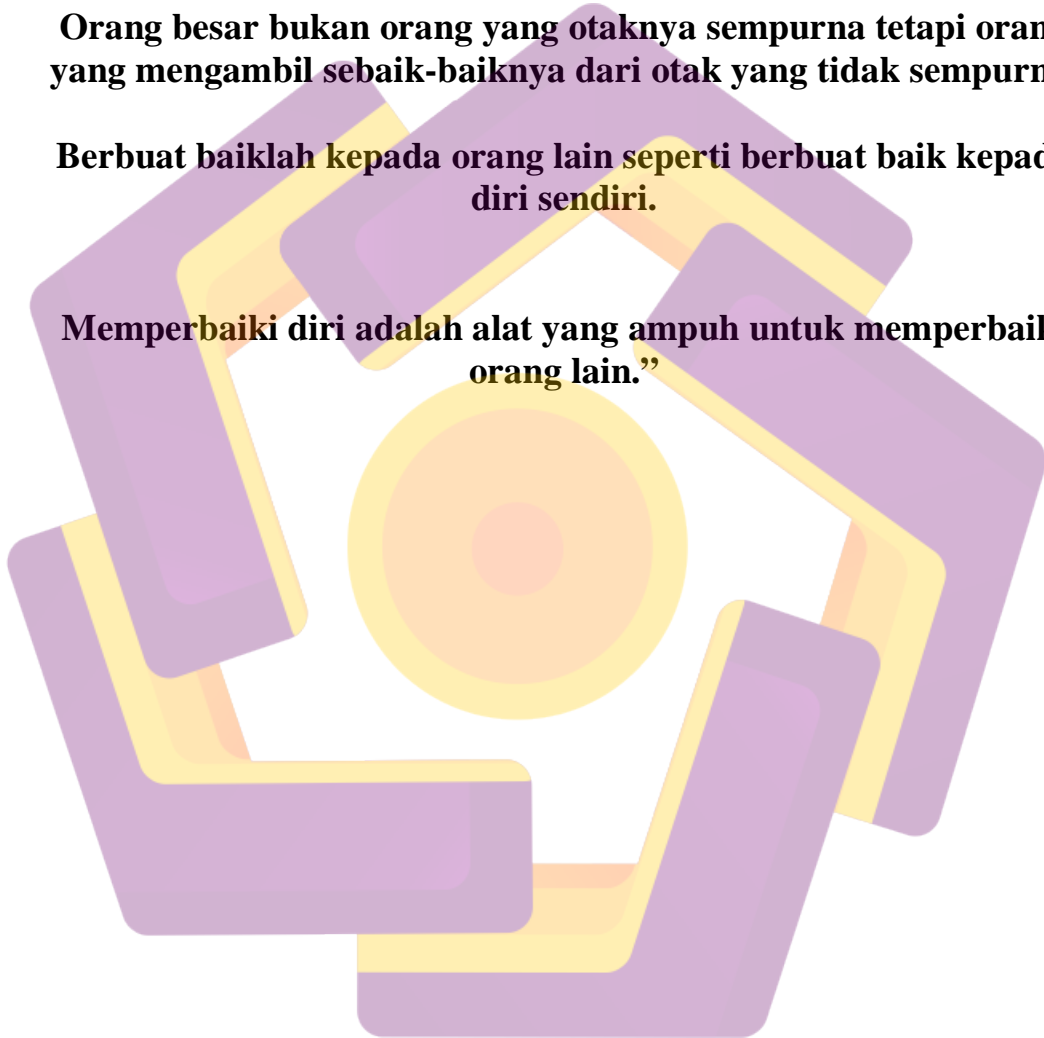 Orang besar bukan orang yang otaknya sempurna tetapi oran
yang mengambil sebaik-baiknya dari otak yang tidak sempurn
Berbuat baiklah kepada orang lain seperti berbuat baik kepad
diri sendiri.
Memperbaiki diri adalah alat yang ampuh untuk memperbaik
orang lain.”